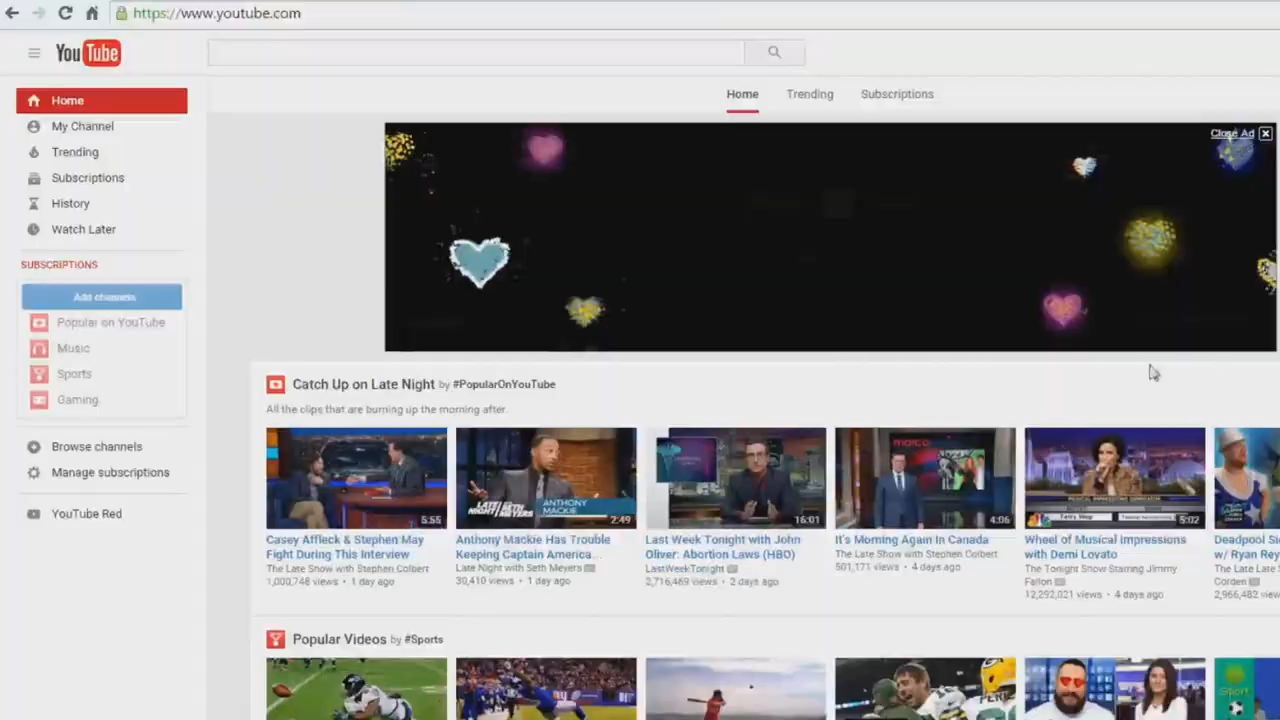 https://www.youtube.com
YouTube
Home Trending Subscriptions
Home
My Channel
Trending
Subscriptions
History
Watch Later
SUBSCRIPTIONS
Add channels
Popular on YouTube
Music
Sports
Gaming
Browse channels
Manage subscriptions
YouTube Red
Close Ad
Catch Up on Late Night by #PopularOnYouTube
All the clips that are burning up the morning after.
ANTHONY
MACKIE
5:55
2:49
16:01
4:06
5:02
Casey Affleck & Stephen May
Fight During This Interview
The Late Show with Stephen Colbert
1,000,748 views • 1 day ago
Anthony Mackie Has Trouble
Keeping Captain America...
Late Night with Seth Meyers
30,410 views • 1 day ago
Last Week Tonight with John
Oliver: Abortion Laws (HBO)
LastWeekTonight
2,716,469 views • 2 days ago
It's Morning Again In Canada
The Late Show with Stephen Colbert
501,171 views • 4 days ago
Wheel of Musical Impressions
with Demi Lovato
The Tonight Show Starring Jimmy
Fallon
12,292,021 views • 4 days ago
Deadpool Si
w/ Ryan Rey
The Late Late
Corden
2,966,482 view
Popular Videos by #Sports